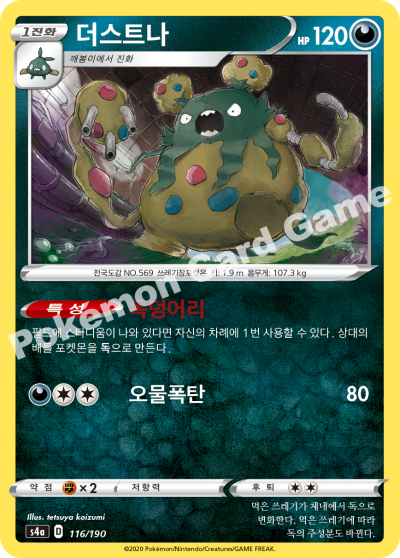 1진화
더스트나
HP 120
깨봉이에서 진화
전국도감 NO.569 쓰레기장포켓몬 키: 1.9 m 몸무게: 107.3 kg
특성 독덩어리
필드에 스타디움이 나와 있다면 자신의 차례에 1번 사용할 수 있다. 상대의
배틀 포켓몬을 독으로 만든다.
오물폭탄 80
약점 ×2 저항력 후퇴
Illus. tetsuya koizumi
s4a D 116/190
먹은 쓰레기가 체내에서 독으로
변화한다. 먹은 쓰레기에 따라
독의 주성분도 바뀐다.
©2020 Pokémon/Nintendo/Creatures/GAME FREAK.
Pokemon Card Game